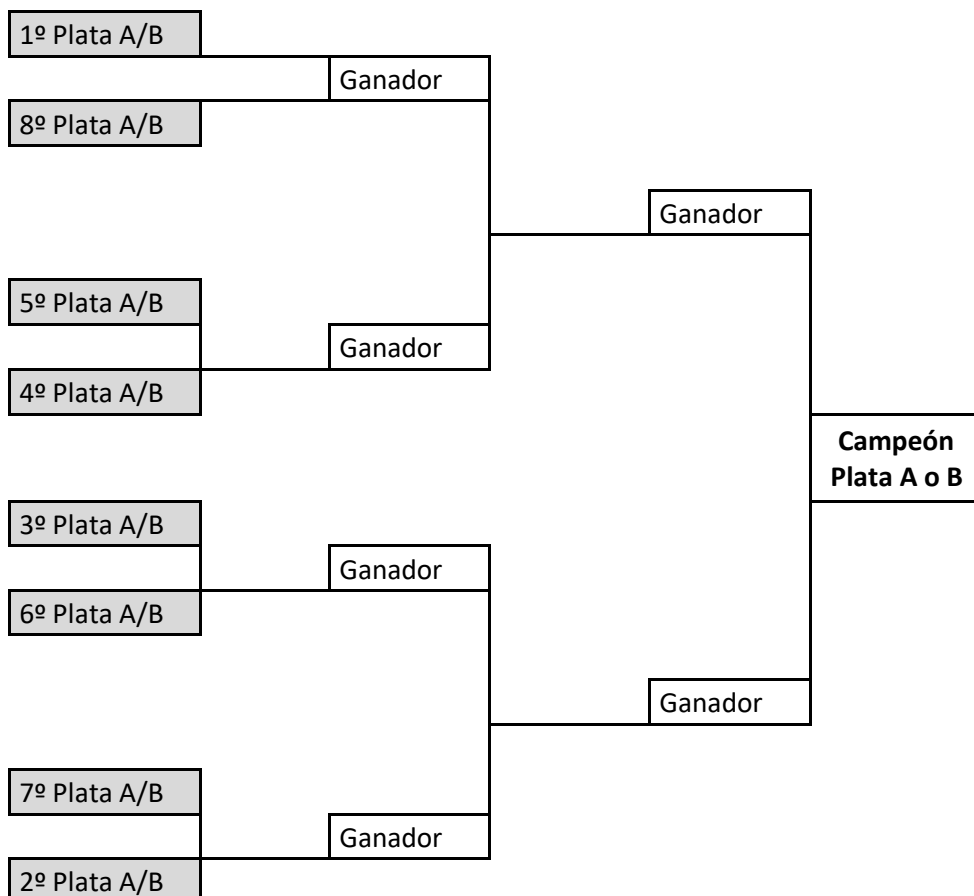 1º Plata A/B
Ganador
8º Plata A/B
Ganador
5º Plata A/B
Ganador
4º Plata A/B
Campeón
Plata A o B
3º Plata A/B
Ganador
6º Plata A/B
Ganador
7º Plata A/B
Ganador
2º Plata A/B